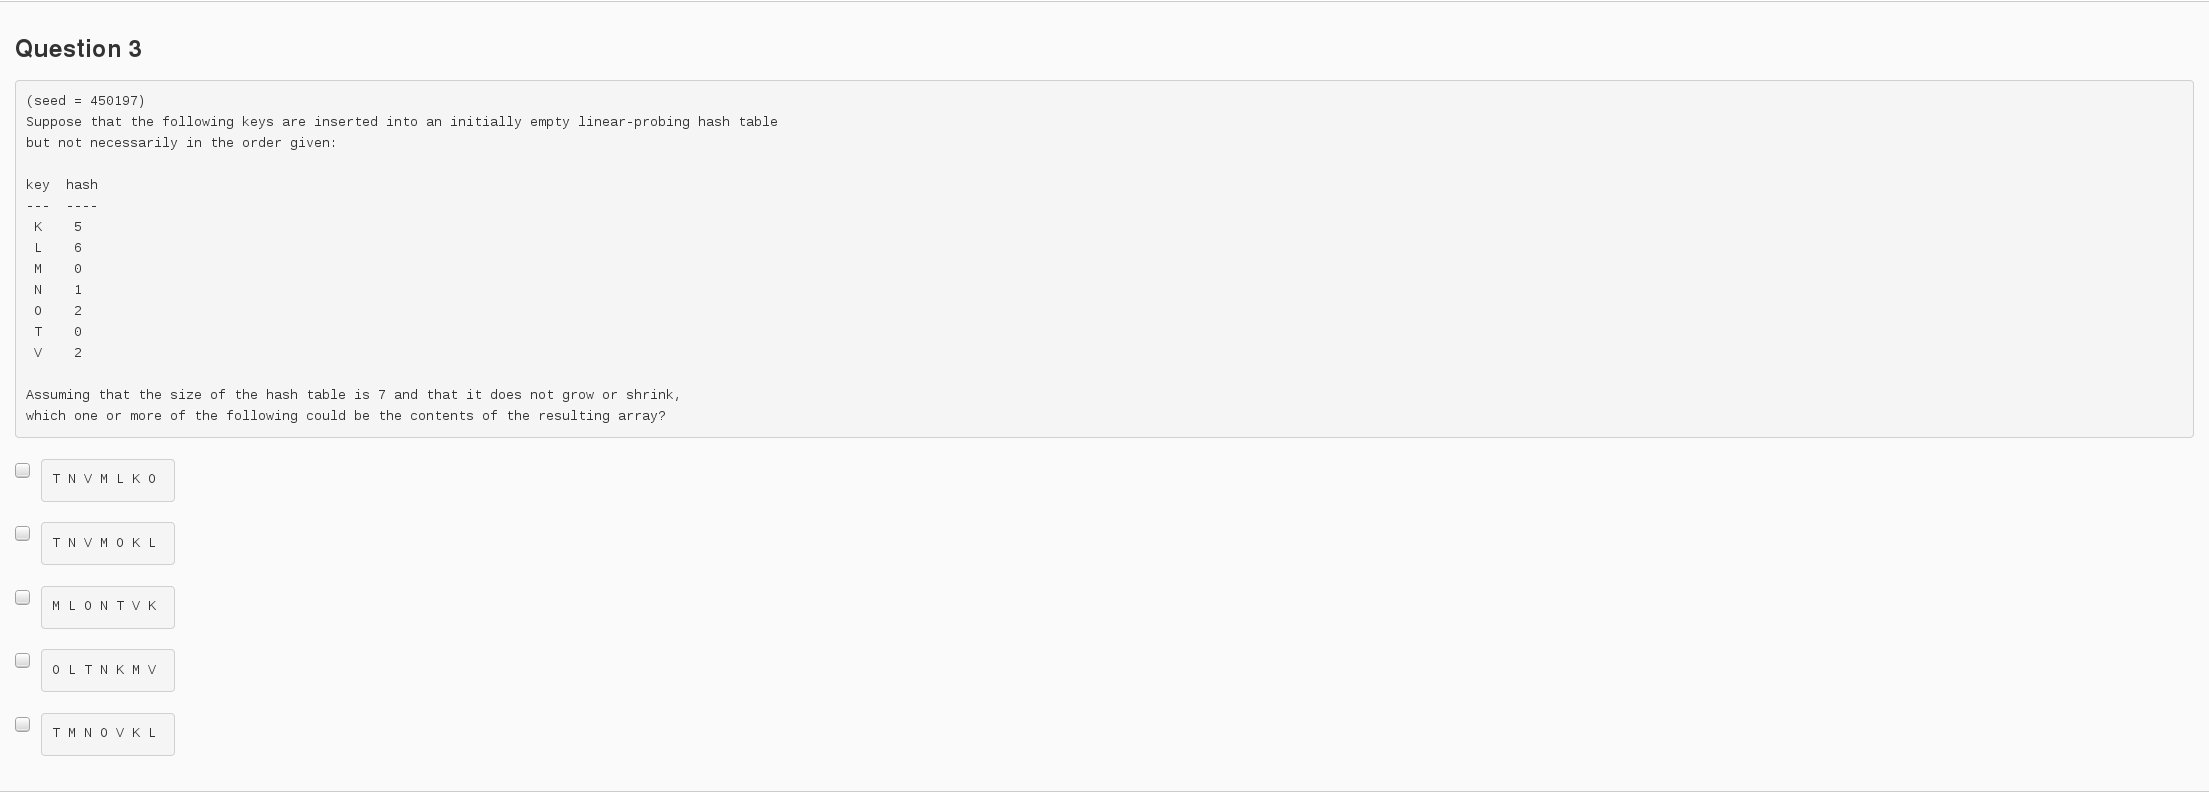 Question 3
(seed = 450197)
Suppose that the following keys are inserted into an initially empty linear-probing hash table
but not necessarily in the order given:
key  hash
---  ----
K    5
L    6
M    0
N    1
O    2
T    0
V    2
Assuming that the size of the hash table is 7 and that it does not grow or shrink,
which one or more of the following could be the contents of the resulting array?
T N V M L K O
T N V M O K L
M L O N T V K
O L T N K M V
T M N O V K L